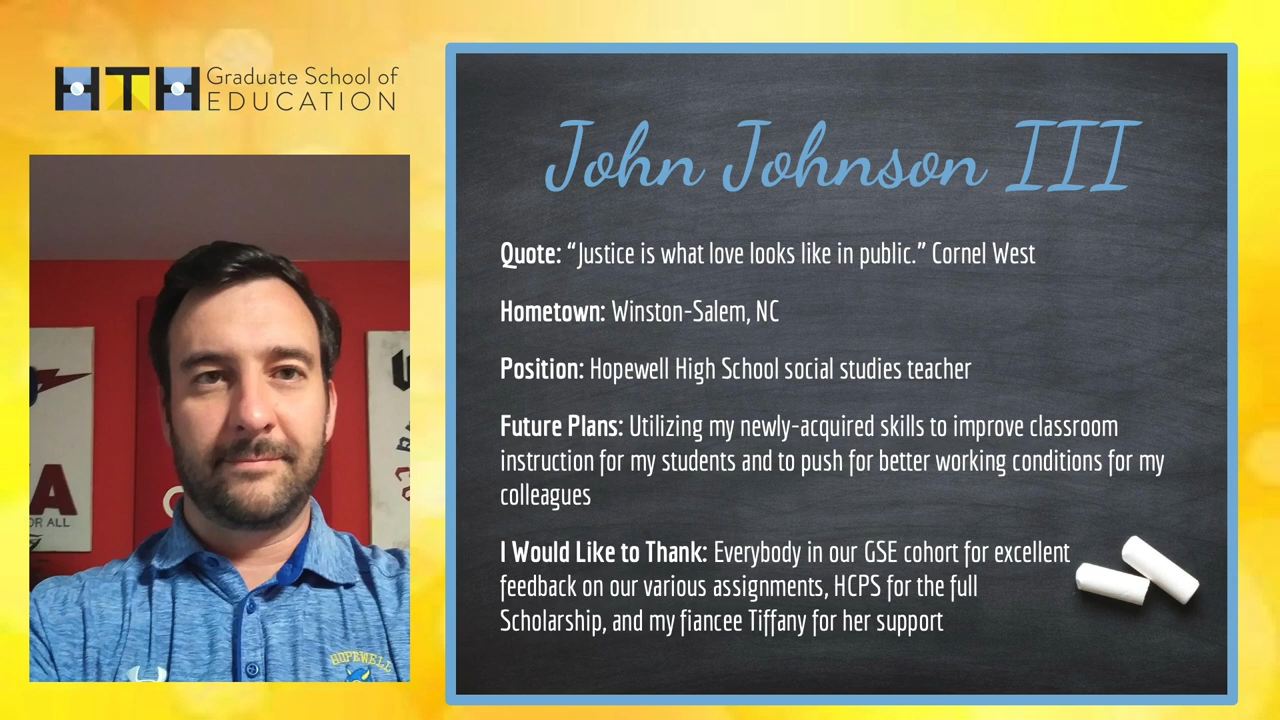 HTH Graduate School of
EDUCATION
John Johnson III
Quote: “Justice is what love looks like in public.” Cornel West
Hometown: Winston-Salem, NC
Position: Hopewell High School social studies teacher
Future Plans: Utilizing my newly-acquired skills to improve classroom
instruction for my students and to push for better working conditions for my
colleagues
I Would Like to Thank: Everybody in our GSE cohort for excellent
feedback on our various assignments, HCPS for the full
Scholarship, and my fiancee Tiffany for her support
A
OR ALL
HOPEWELL